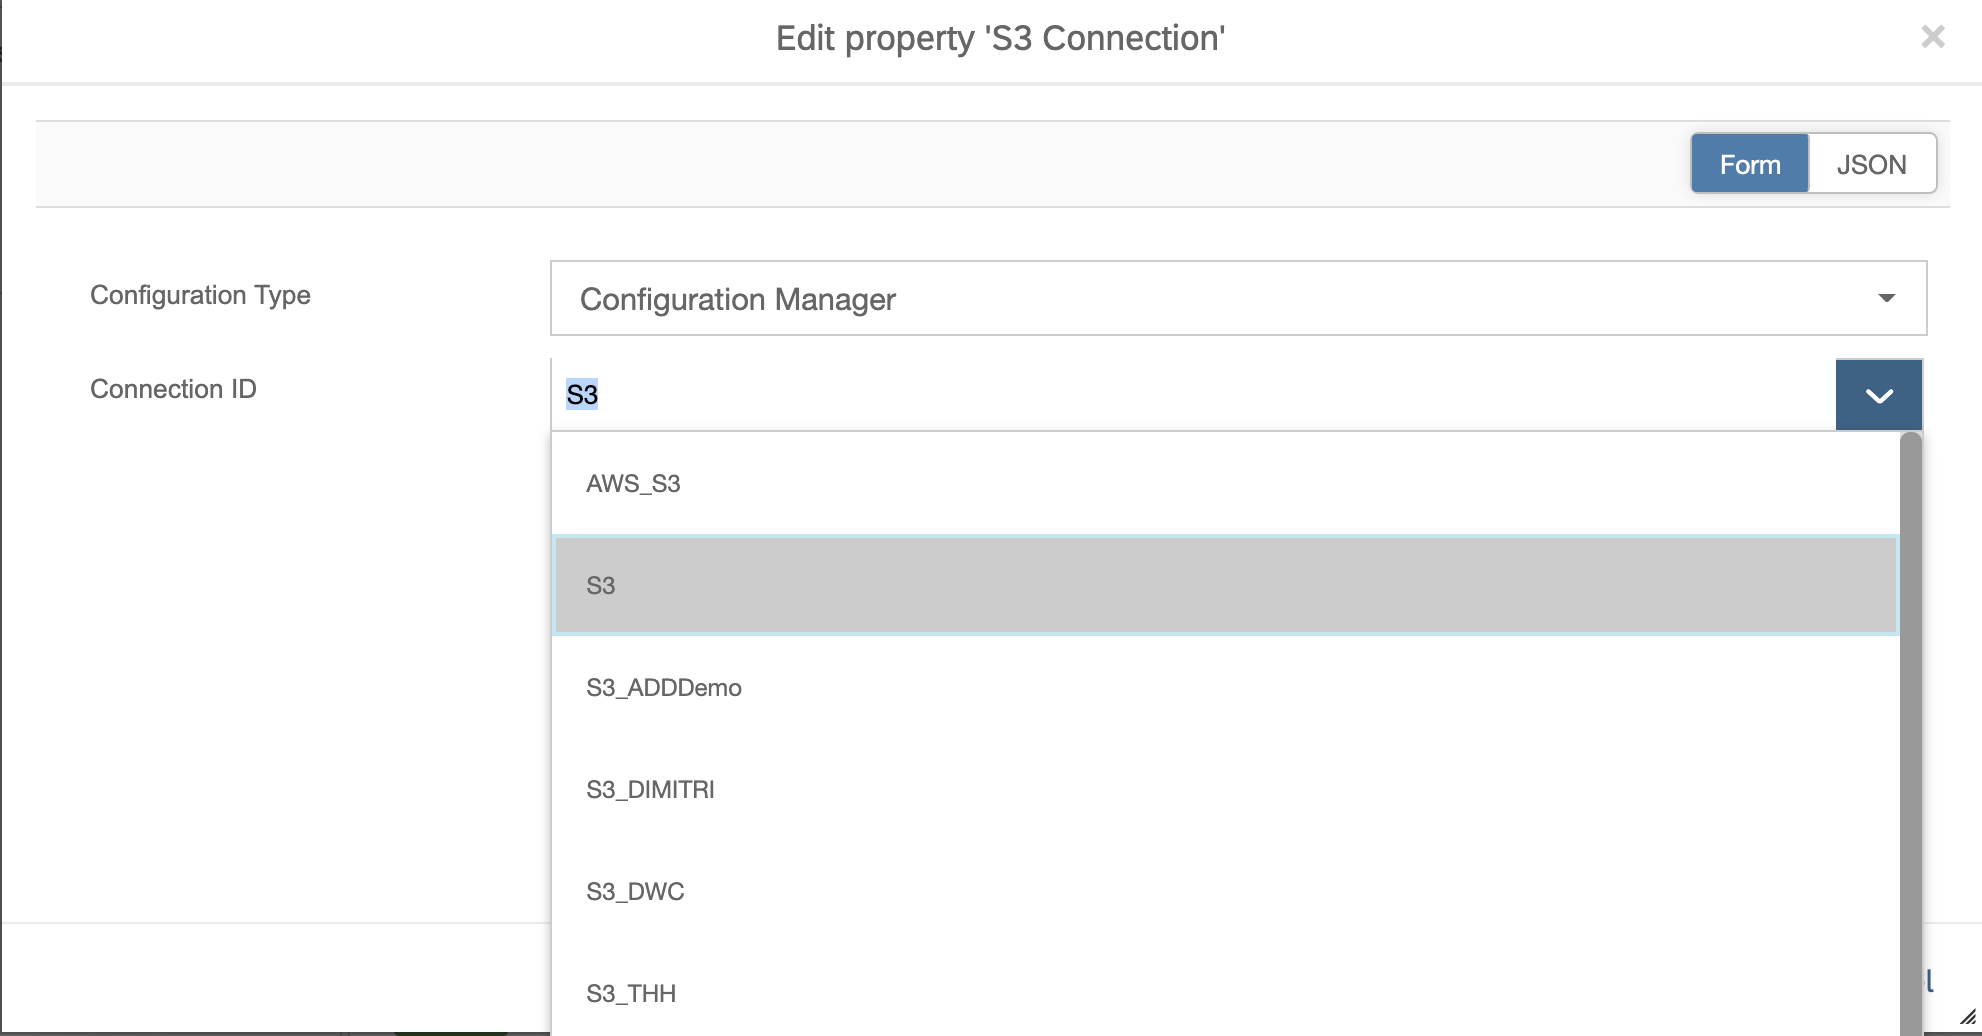 Edit property 'S3 Connection'
Form JSON
Configuration Type Configuration Manager
Connection ID S3
AWS_S3
S3
S3_ADDDemo
S3_DIMITRI
S3_DWC
S3_THH